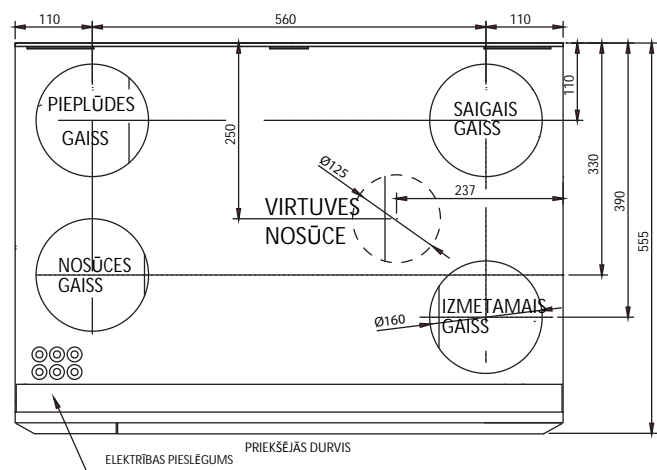 110
560
110
PIEPLŪDES
GAISS
SAIGAIS
GAISS
110
250
Ø125
VIRTUVES
NOSŪCE
237
330
390
555
NOSŪCES
GAISS
IZMETAMAIS
GAISS
Ø160
PRIEKŠĒJĀS DURVIS
ELEKTRĪBAS PIESLĒGUMS